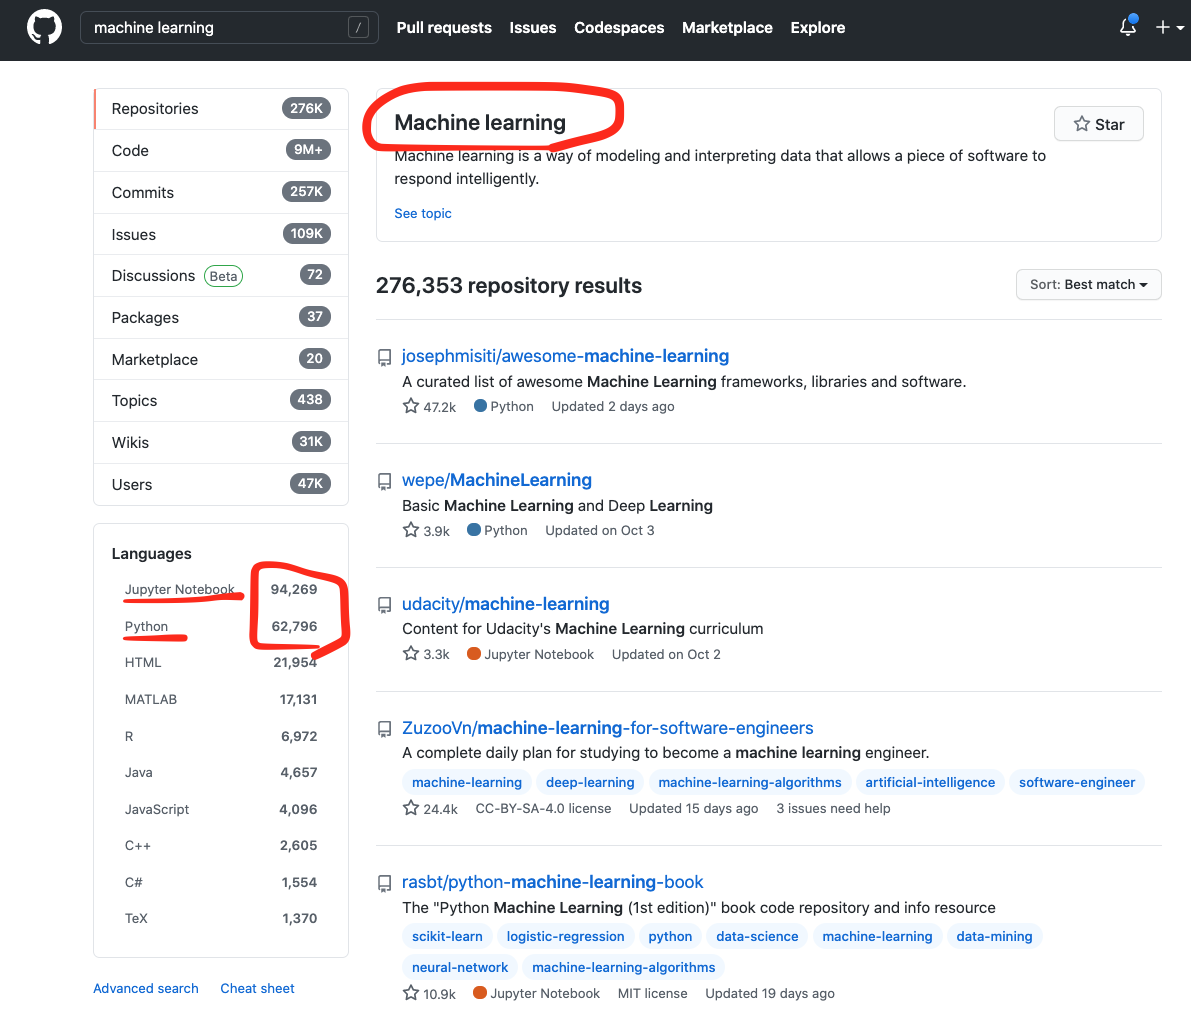 machine learning / Pull requests Issues Codespaces Marketplace Explore
Repositories 276K
Code 9M+
Commits 257K
Issues 109K
Discussions Beta 72
Packages 37
Marketplace 20
Topics 438
Wikis 31K
Users 47K
Languages
Jupyter Notebook 94,269
Python 62,796
HTML 21,954
MATLAB 17,131
R 6,972
Java 4,657
JavaScript 4,096
C++ 2,605
C# 1,554
TeX 1,370
Advanced search Cheat sheet
Machine learning
Star
Machine learning is a way of modeling and interpreting data that allows a piece of software to
respond intelligently.
See topic
276,353 repository results
Sort: Best match
josephmisiti/awesome-machine-learning
A curated list of awesome Machine Learning frameworks, libraries and software.
47.2k Python Updated 2 days ago
wepe/MachineLearning
Basic Machine Learning and Deep Learning
3.9k Python Updated on Oct 3
udacity/machine-learning
Content for Udacity's Machine Learning curriculum
3.3k Jupyter Notebook Updated on Oct 2
ZuzooVn/machine-learning-for-software-engineers
A complete daily plan for studying to become a machine learning engineer.
machine-learning deep-learning machine-learning-algorithms artificial-intelligence software-engineer
24.4k CC-BY-SA-4.0 license Updated 15 days ago 3 issues need help
rasbt/python-machine-learning-book
The "Python Machine Learning (1st edition)" book code repository and info resource
scikit-learn logistic-regression python data-science machine-learning data-mining
neural-network machine-learning-algorithms
10.9k Jupyter Notebook MIT license Updated 19 days ago